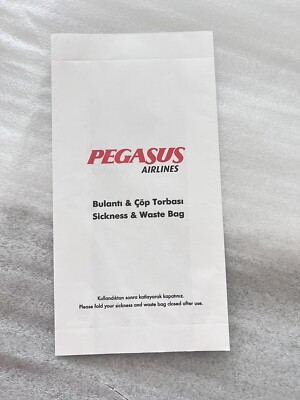 PEGASUS
AIRLINES
Bulantı & Çöp Torbası
Sickness & Waste Bag
Kullandıktan sonra katlayarak kapatınız.
Please fold your sickness and waste bag closed after use.